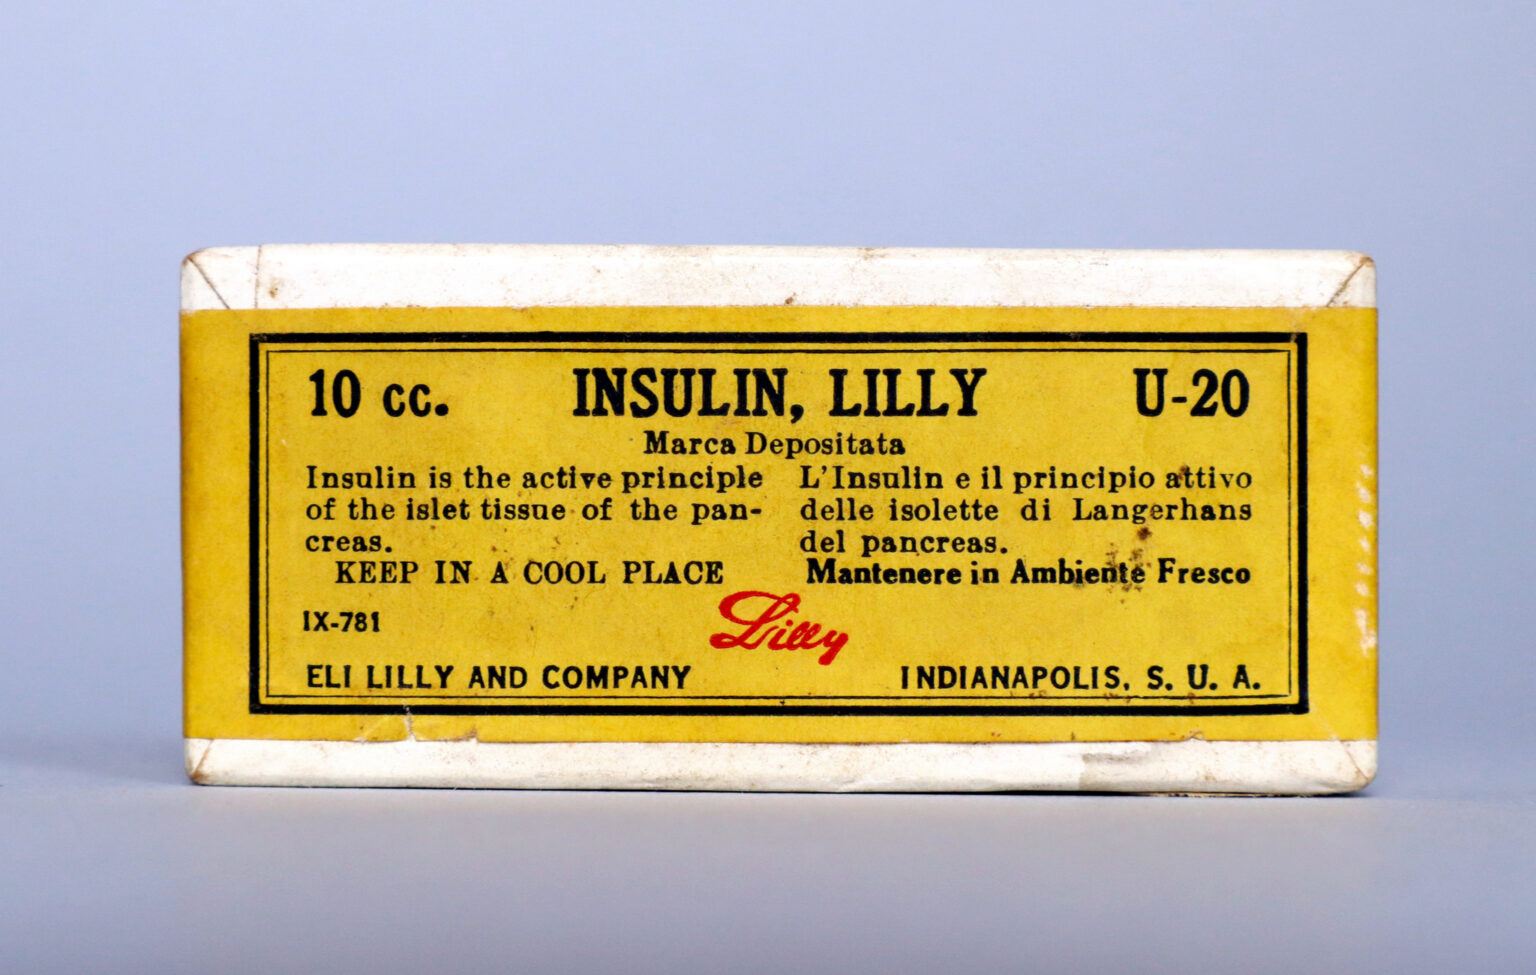 10 cc. INSULIN, LILLY U-20
Marca Depositata
Insulin is the active principle
of the islet tissue of the pan-
creas.
KEEP IN A COOL PLACE
L'Insulin e il principio attivo
delle isolette di Langerhans
del pancreas.
Mantenere in Ambiente Fresco
IX-781
Lilly
ELI LILLY AND COMPANY INDIANAPOLIS, S. U. A.